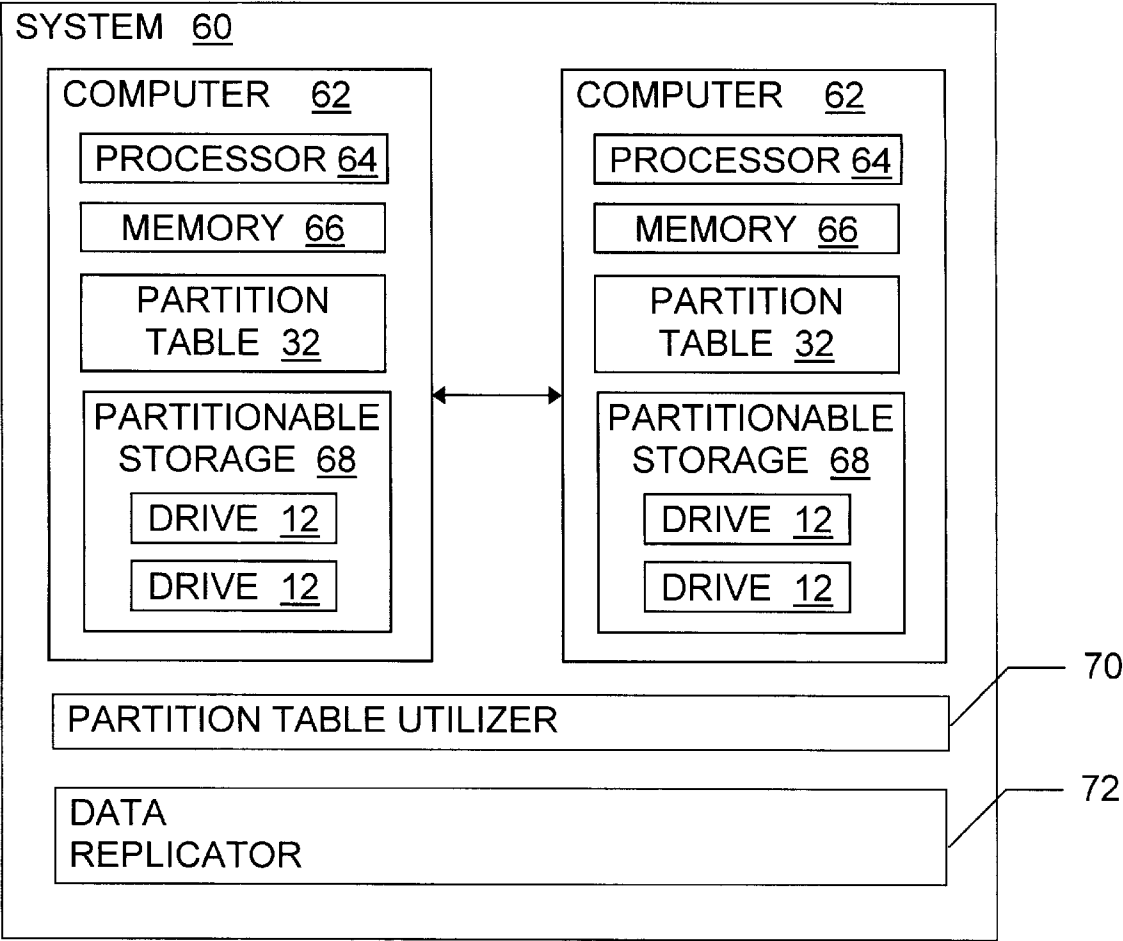 SYSTEM 60
COMPUTER 62
PROCESSOR 64
MEMORY 66
PARTITION
TABLE 32
PARTITIONABLE
STORAGE 68
DRIVE 12
DRIVE 12
COMPUTER 62
PROCESSOR 64
MEMORY 66
PARTITION
TABLE 32
PARTITIONABLE
STORAGE 68
DRIVE 12
DRIVE 12
PARTITION TABLE UTILIZER
70
DATA
REPLICATOR
72